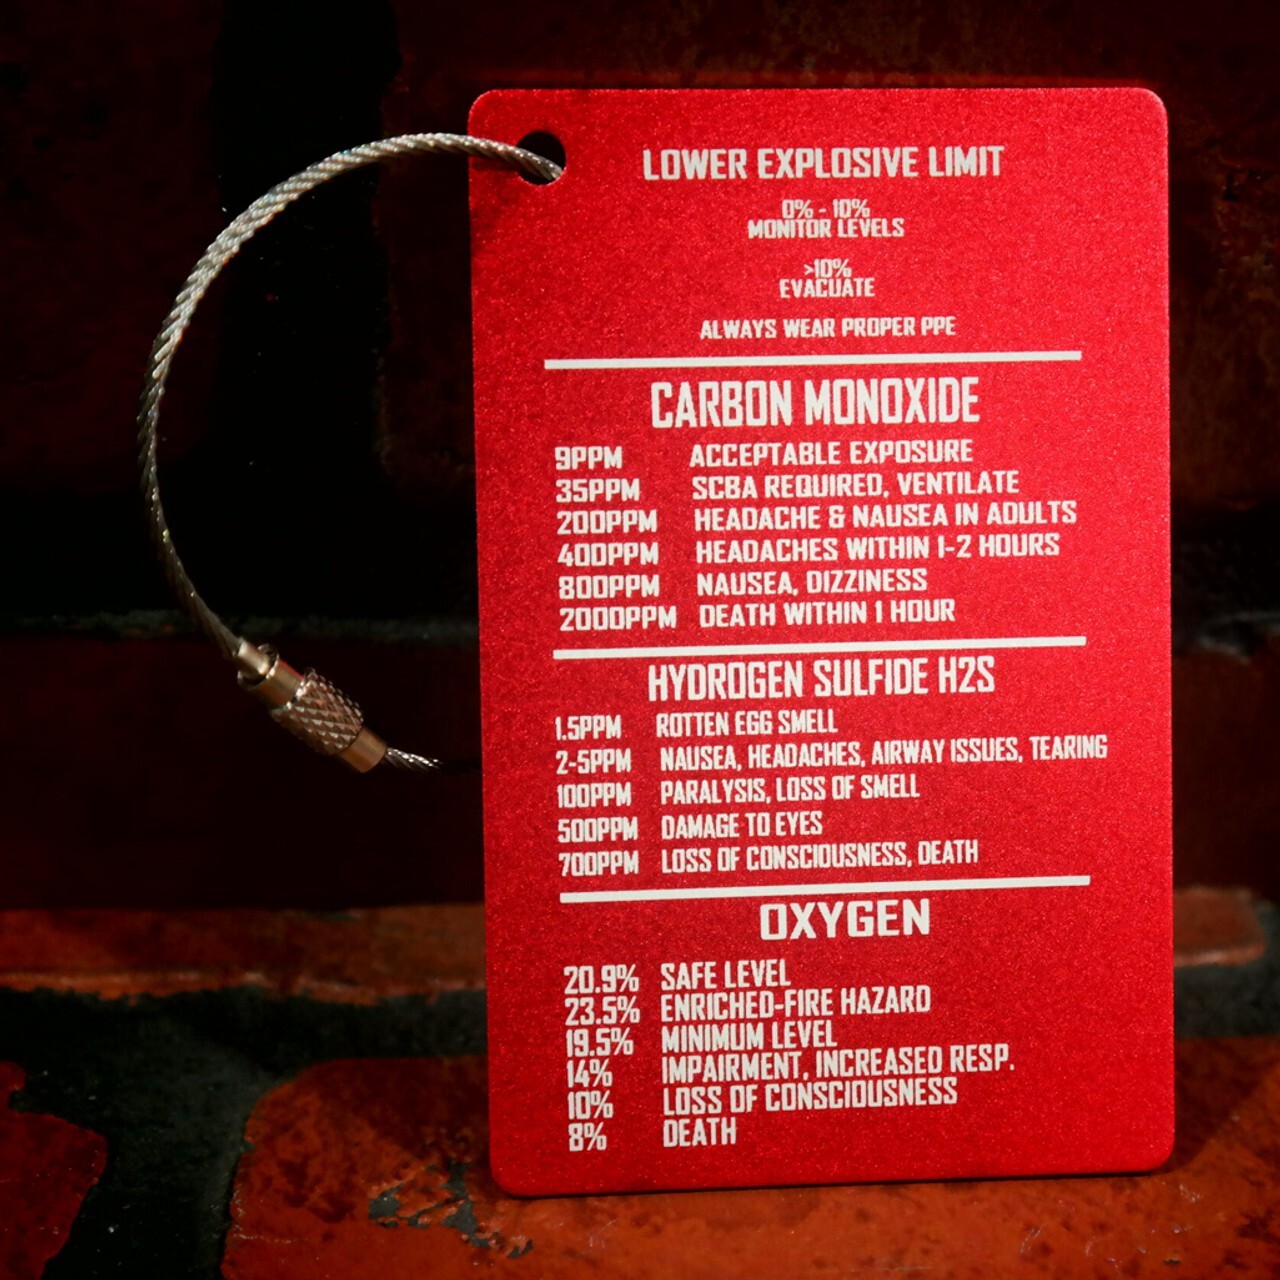 LOWER EXPLOSIVE LIMIT
0% - 10%
MONITOR LEVELS
>10%
EVACUATE
ALWAYS WEAR PROPER PPE
CARBON MONOXIDE
9PPM ACCEPTABLE EXPOSURE
35PPM SCBA REQUIRED, VENTILATE
200PPM HEADACHE & NAUSEA IN ADULTS
400PPM HEADACHES WITHIN 1-2 HOURS
800PPM NAUSEA, DIZZINESS
2000PPM DEATH WITHIN 1 HOUR
HYDROGEN SULFIDE H2S
1.5PPM ROTTEN EGG SMELL
2-5PPM NAUSEA, HEADACHES, AIRWAY ISSUES, TEARING
100PPM PARALYSIS, LOSS OF SMELL
500PPM DAMAGE TO EYES
700PPM LOSS OF CONSCIOUSNESS, DEATH
OXYGEN
20.9% SAFE LEVEL
23.5% ENRICHED-FIRE HAZARD
19.5% MINIMUM LEVEL
14% IMPAIRMENT, INCREASED RESP.
10% LOSS OF CONSCIOUSNESS
8% DEATH